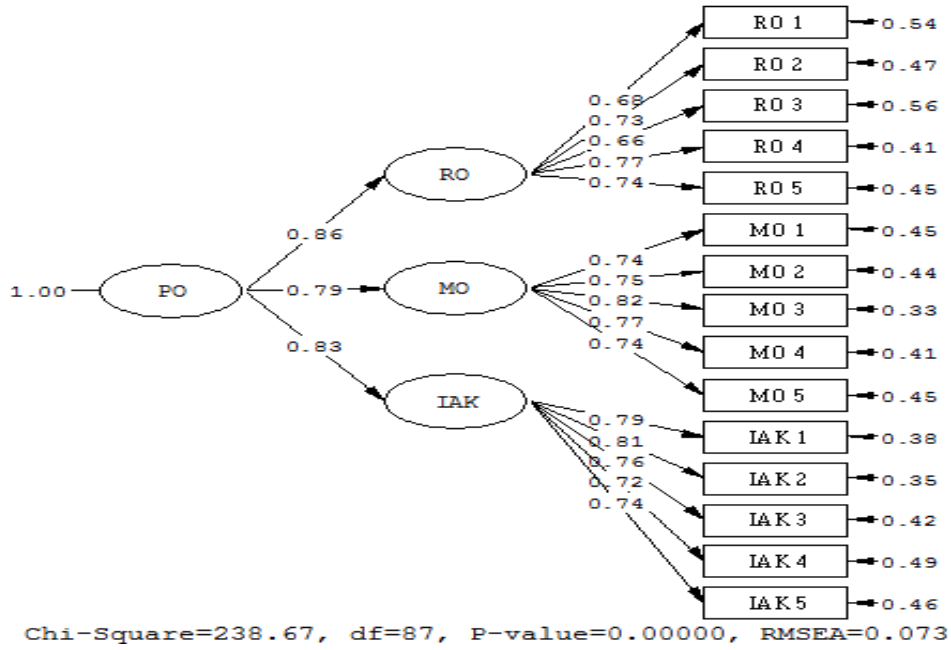 RO 1
0.54
RO 2
0.47
0.68
RO 3
0.56
0.73
0.66
RO 4
0.41
0.77
RO
0.74
RO 5
0.45
0.86
MO 1
0.45
0.74
MO 2
0.44
0.75
1.00
PO
0.79
MO
0.82
MO 3
0.33
0.77
0.83
0.74
MO 4
0.41
MO 5
0.45
IAK
0.79
IAK 1
0.38
0.81
0.76
IAK 2
0.35
0.72
0.74
IAK 3
0.42
IAK 4
0.49
IAK 5
0.46
Chi-Square=238.67, df=87, P-value=0.00000, RMSEA=0.073